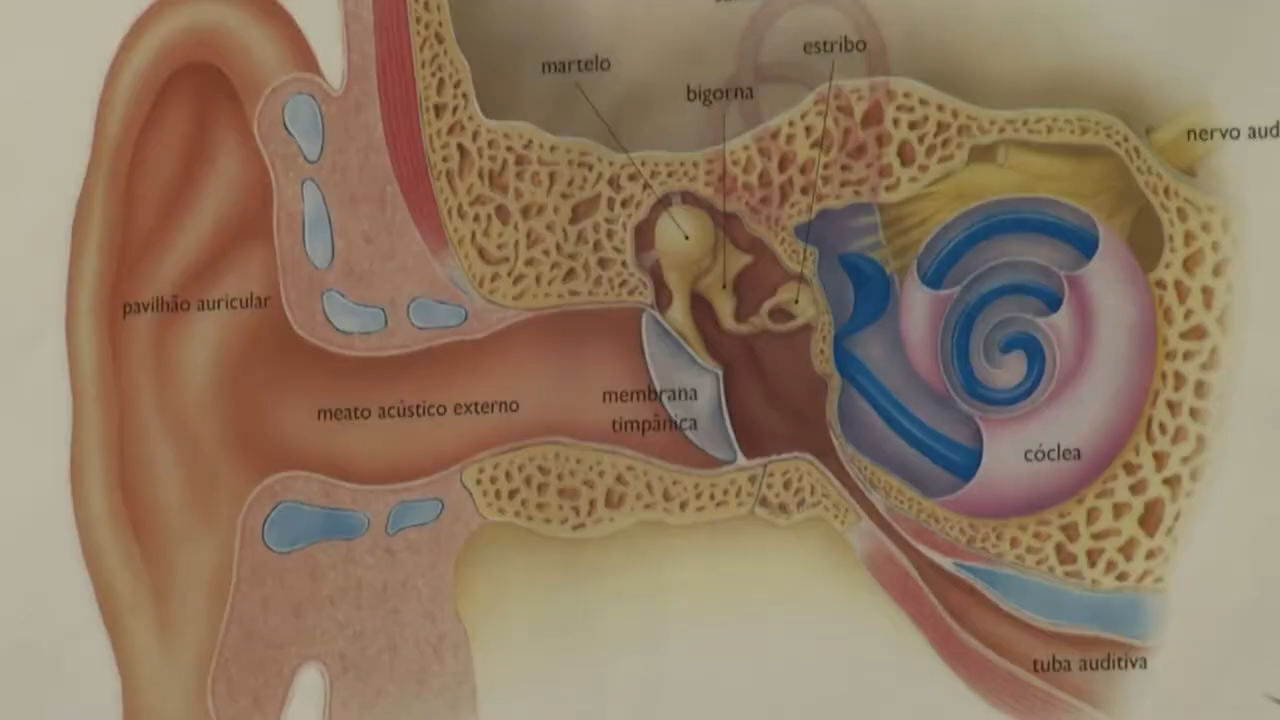 estribo
martelo
bigorna
nervo aud
pavilhão auricular
membrana
timpânica
meato acústico externo
cóclea
tuba auditiva